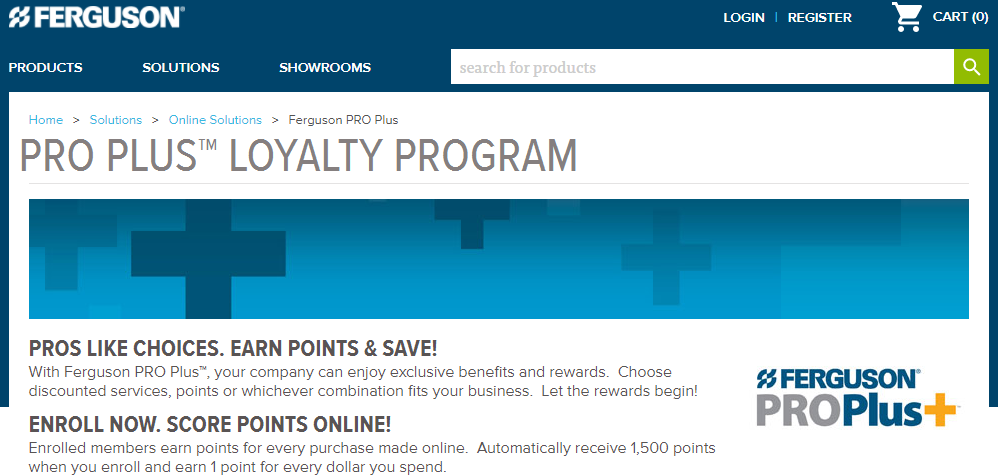 FERGUSON®
LOGIN | REGISTER CART (0)
PRODUCTS SOLUTIONS SHOWROOMS
search for products
Home > Solutions > Online Solutions > Ferguson PRO Plus
PRO PLUS™ LOYALTY PROGRAM
PROS LIKE CHOICES. EARN POINTS & SAVE!
With Ferguson PRO Plus™, your company can enjoy exclusive benefits and rewards. Choose
discounted services, points or whichever combination fits your business. Let the rewards begin!
ENROLL NOW. SCORE POINTS ONLINE!
Enrolled members earn points for every purchase made online. Automatically receive 1,500 points
when you enroll and earn 1 point for every dollar you spend.
FERGUSON®
PROPlus+™